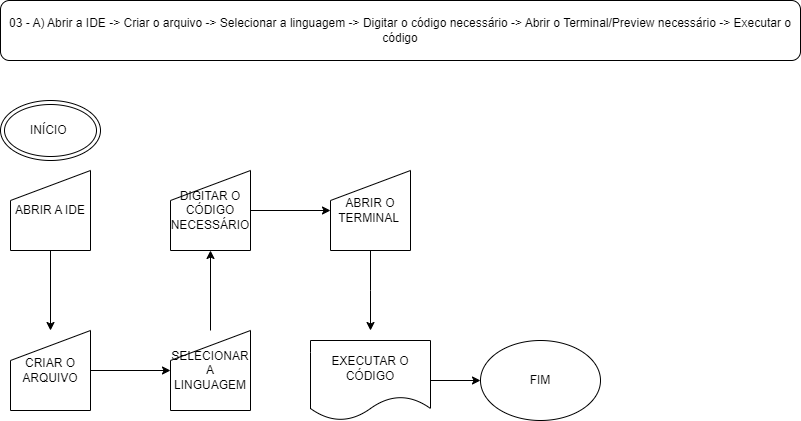 03 - A) Abrir a IDE -> Criar o arquivo -> Selecionar a linguagem -> Digitar o código necessário -> Abrir o Terminal/Preview necessário -> Executar o
código
INÍCIO
ABRIR A IDE
CRIAR O
ARQUIVO
SELECIONAR
A
LINGUAGEM
DIGITAR O
CÓDIGO
NECESSÁRIO
ABRIR O
TERMINAL
EXECUTAR O
CÓDIGO
FIM